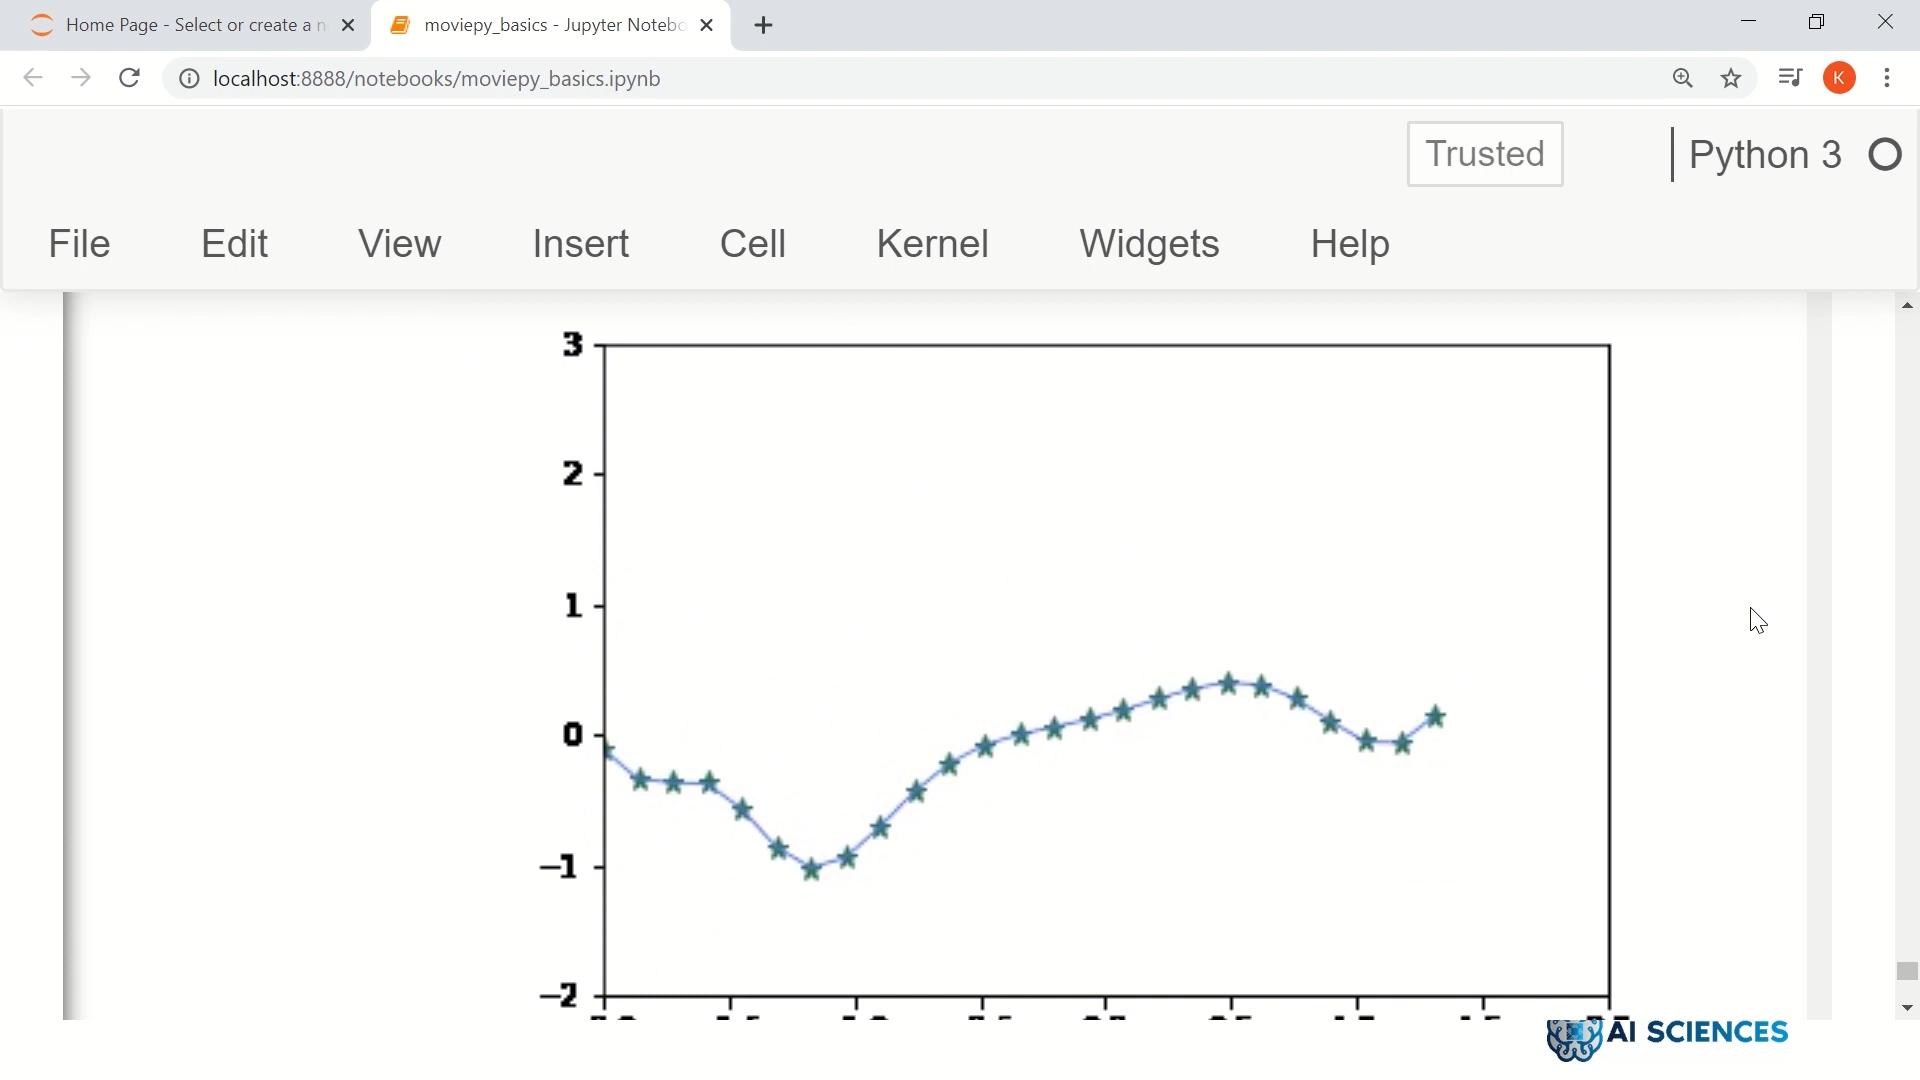 Home Page - Select or create a n
moviepy_basics - Jupyter Notebo
localhost:8888/notebooks/moviepy_basics.ipynb
K
Trusted
Python 3
File Edit View Insert Cell Kernel Widgets Help
3
2
1
0
−1
−2
AI SCIENCES